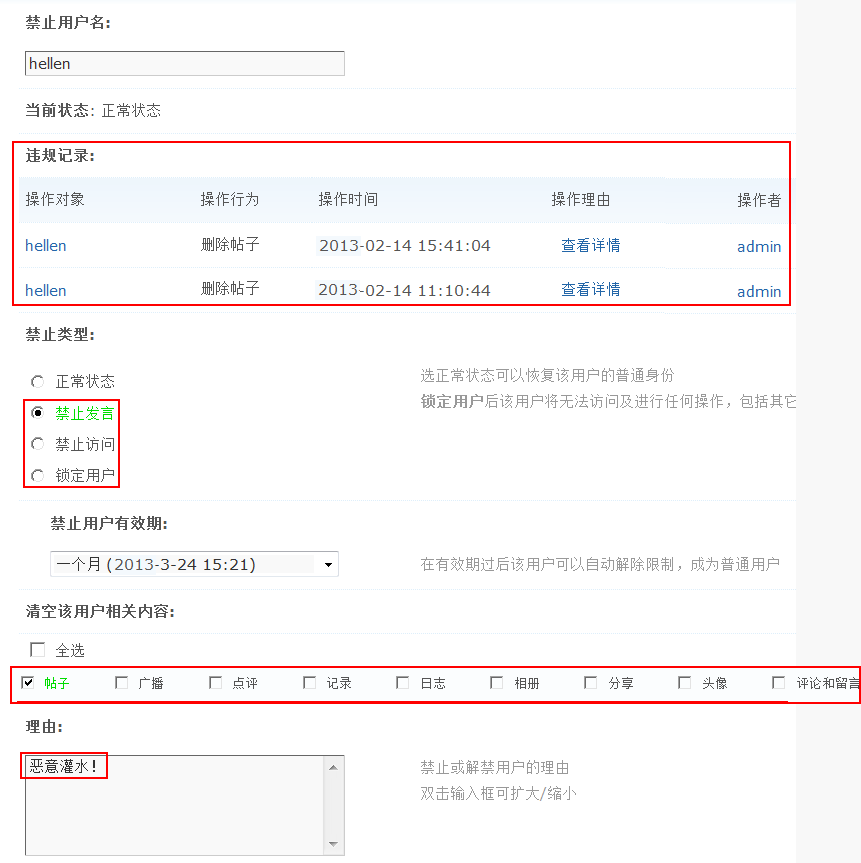 禁止用户名:
hellen
当前状态: 正常状态
违规记录:
操作对象 操作行为 操作时间 操作理由 操作者
hellen 删除帖子 2013-02-14 15:41:04 查看详情 admin
hellen 删除帖子 2013-02-14 11:10:44 查看详情 admin
禁止类型:
正常状态 选正常状态可以恢复该用户的普通身份
禁止发言 锁定用户后该用户将无法访问及进行任何操作，包括其它
禁止访问
锁定用户
禁止用户有效期:
一个月 (2013-3-24 15:21) 在有效期过后该用户可以自动解除限制，成为普通用户
清空该用户相关内容:
全选
帖子 广播 点评 记录 日志 相册 分享 头像 评论和留言
理由:
恶意灌水! 禁止或解禁用户的理由
双击输入框可扩大/缩小